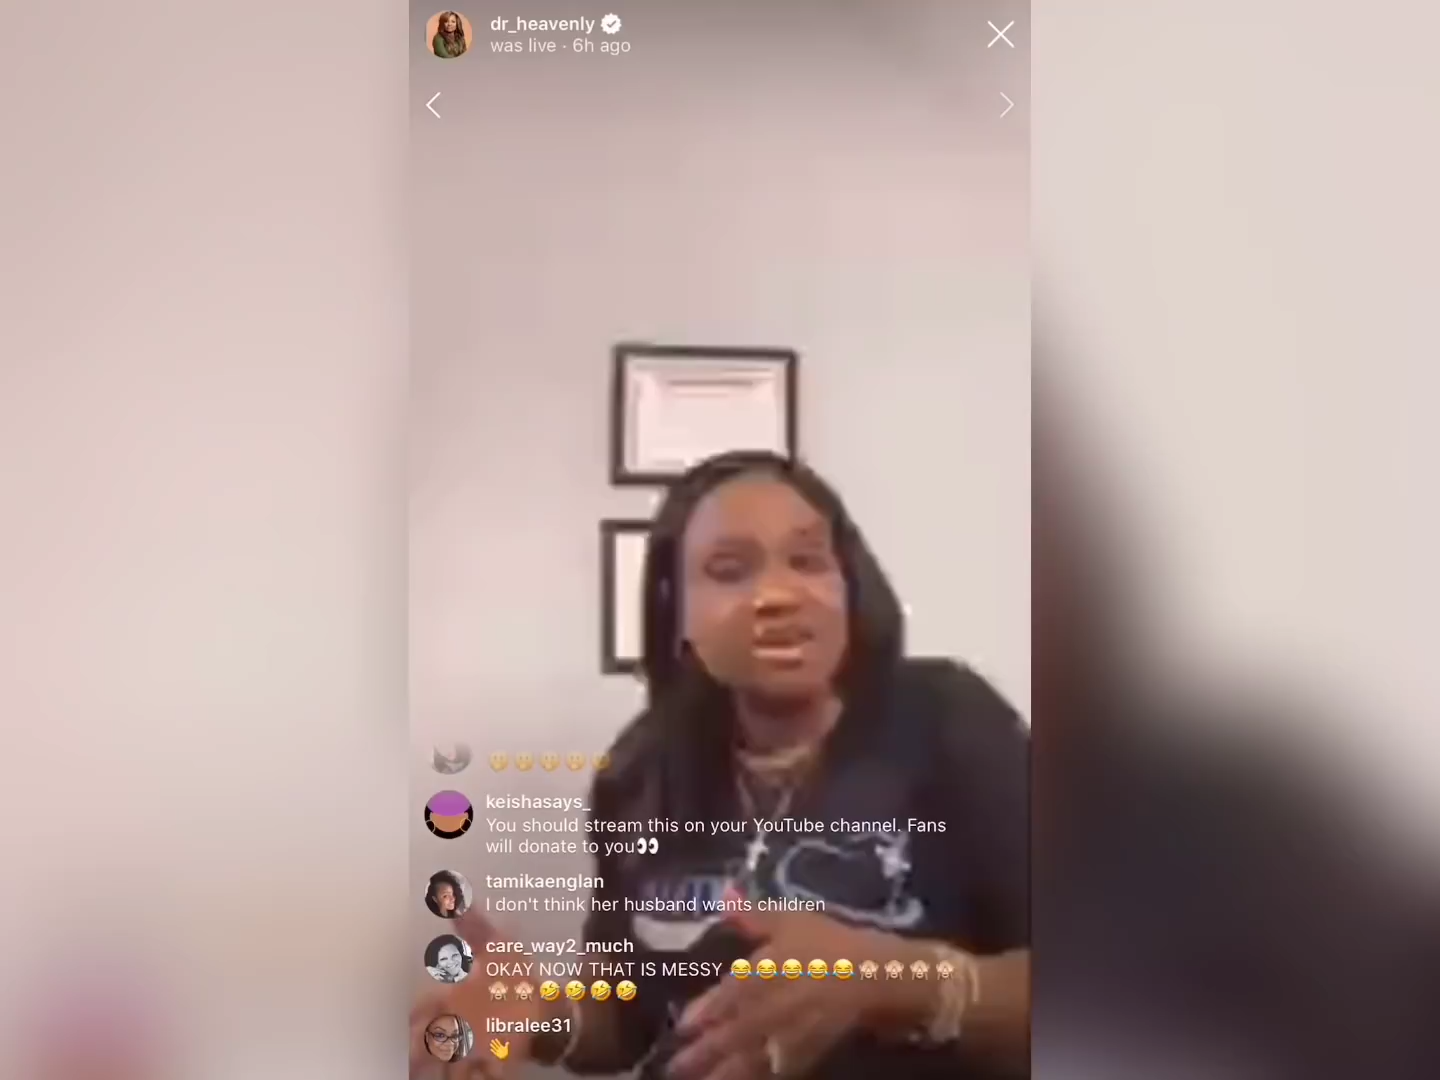 dr_heavenly
was live · 6h ago
🤭🤭🤭🤭🤭
keishasays_
You should stream this on your YouTube channel. Fans
will donate to you👀
tamikaenglan
I don't think her husband wants children
care_way2_much
OKAY NOW THAT IS MESSY 😂😂😂😂😂🙈🙈🙈🙈
🙈🙈🤣🤣🤣🤣
libralee31
👋